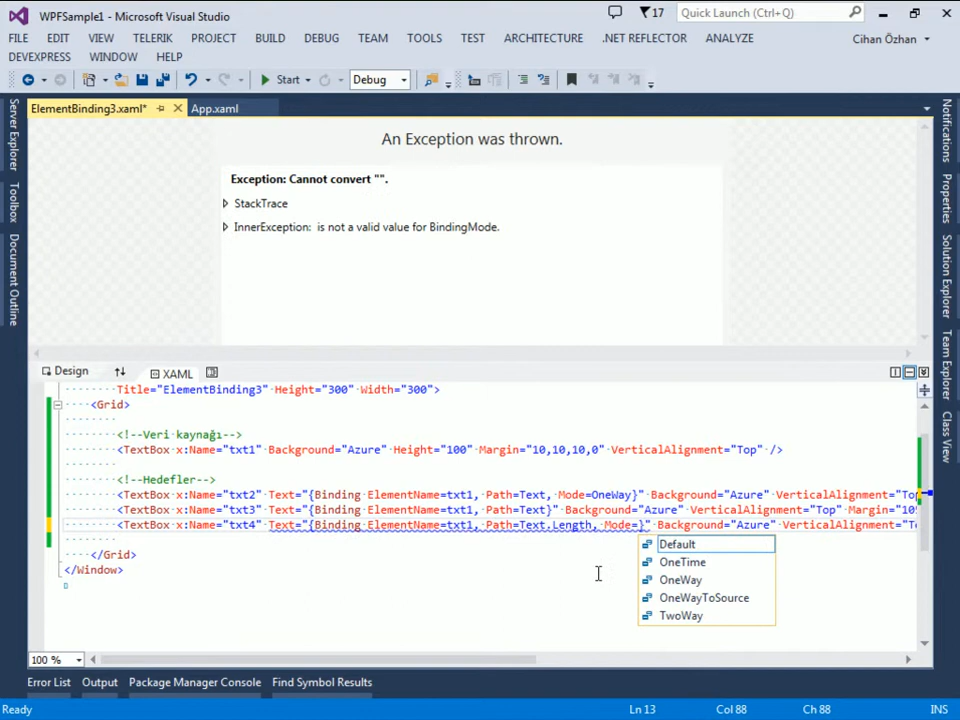 WPFSample1 - Microsoft Visual Studio
17
Quick Launch (Ctrl+Q)
FILE EDIT VIEW TELERIK PROJECT BUILD DEBUG TEAM TOOLS TEST ARCHITECTURE .NET REFLECTOR ANALYZE
Cihan Özhan
DEVEXPRESS WINDOW HELP
Start Debug
ElementBinding3.xaml* App.xaml
Server Explorer
Toolbox
Document Outline
An Exception was thrown.
Exception: Cannot convert "".
StackTrace
InnerException: is not a valid value for BindingMode.
Notifications
Properties
Solution Explorer
Team Explorer
Class View
Design XAML
Title="ElementBinding3" Height="300" Width="300">
<Grid>
<!--Veri kaynağı-->
<TextBox x:Name="txt1" Background="Azure" Height="100" Margin="10,10,10,0" VerticalAlignment="Top" />
<!--Hedefler-->
<TextBox x:Name="txt2" Text="{Binding ElementName=txt1, Path=Text, Mode=OneWay}" Background="Azure" VerticalAlignment="Top
<TextBox x:Name="txt3" Text="{Binding ElementName=txt1, Path=Text}" Background="Azure" VerticalAlignment="Top" Margin="10
<TextBox x:Name="txt4" Text="{Binding ElementName=txt1, Path=Text.Length, Mode=}" Background="Azure" VerticalAlignment="T
</Grid>
</Window>
Default
OneTime
OneWay
OneWayToSource
TwoWay
100 %
Error List Output Package Manager Console Find Symbol Results
Ready Ln 13 Col 88 Ch 88 INS